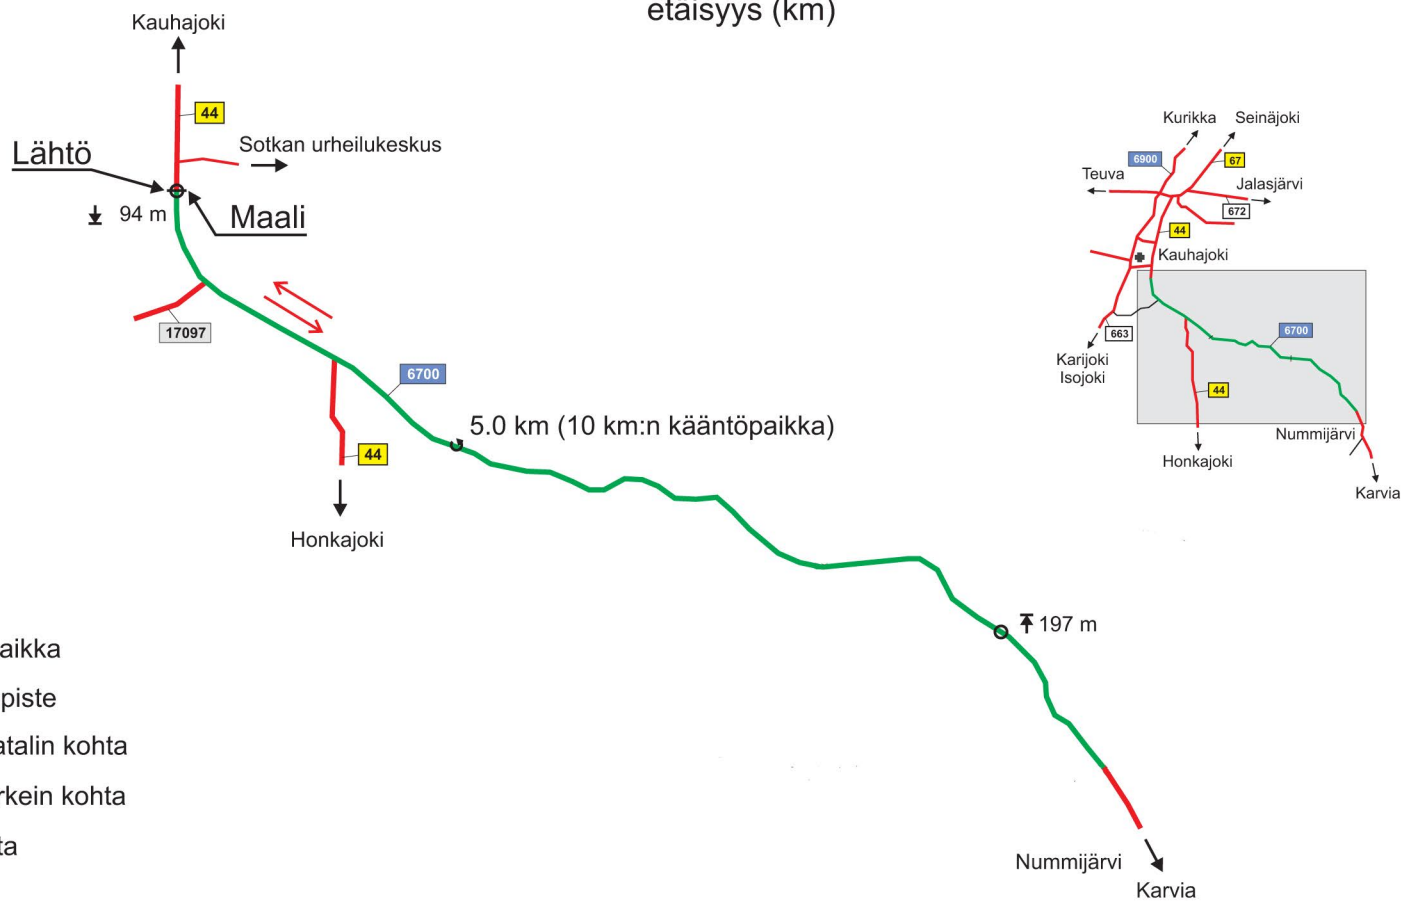 etäisyys (km)
Kauhajoki
44
Sotkan urheilukeskus
Lähtö
94 m
Maali
17097
6700
5.0 km (10 km:n kääntöpaikka)
44
Honkajoki
197 m
Nummijärvi
Karvia
aikka
piste
atalin kohta
rkein kohta
ta
Kurikka
Seinäjoki
6900
67
Teuva
Jalasjärvi
672
44
Kauhajoki
663
6700
Karijoki
Isojoki
44
Nummijärvi
Honkajoki
Karvia